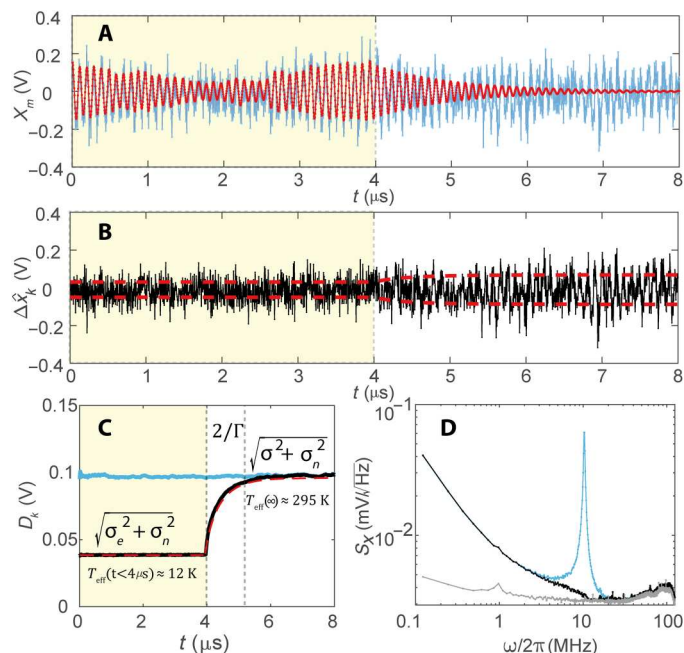 A
0.4
0.2
0
−0.2
−0.4
X_m (V)
0 1 2 3 4 5 6 7 8
t (μs)
B
0.4
0.2
0
−0.2
−0.4
Δx̂_k (V)
0 1 2 3 4 5 6 7 8
t (μs)
C
0.15
0.1
0.05
0
D_k (V)
2/Γ
√(σ² + σ_n²)
T_eff(∞) ≈ 295 K
√(σ_e² + σ_n²)
T_eff(t<4μs) ≈ 12 K
0 2 4 6 8
t (μs)
D
10⁻¹
10⁻²
S_X (mV/√Hz)
0.1 1 10 100
ω/2π (MHz)